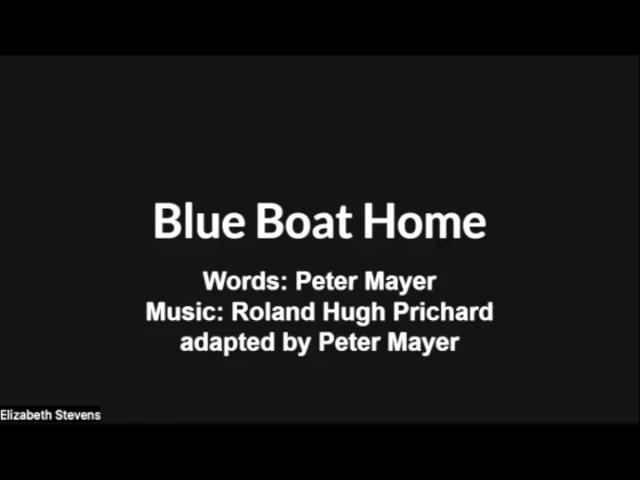 Blue Boat Home
Words: Peter Mayer
Music: Roland Hugh Prichard
adapted by Peter Mayer
Elizabeth Stevens